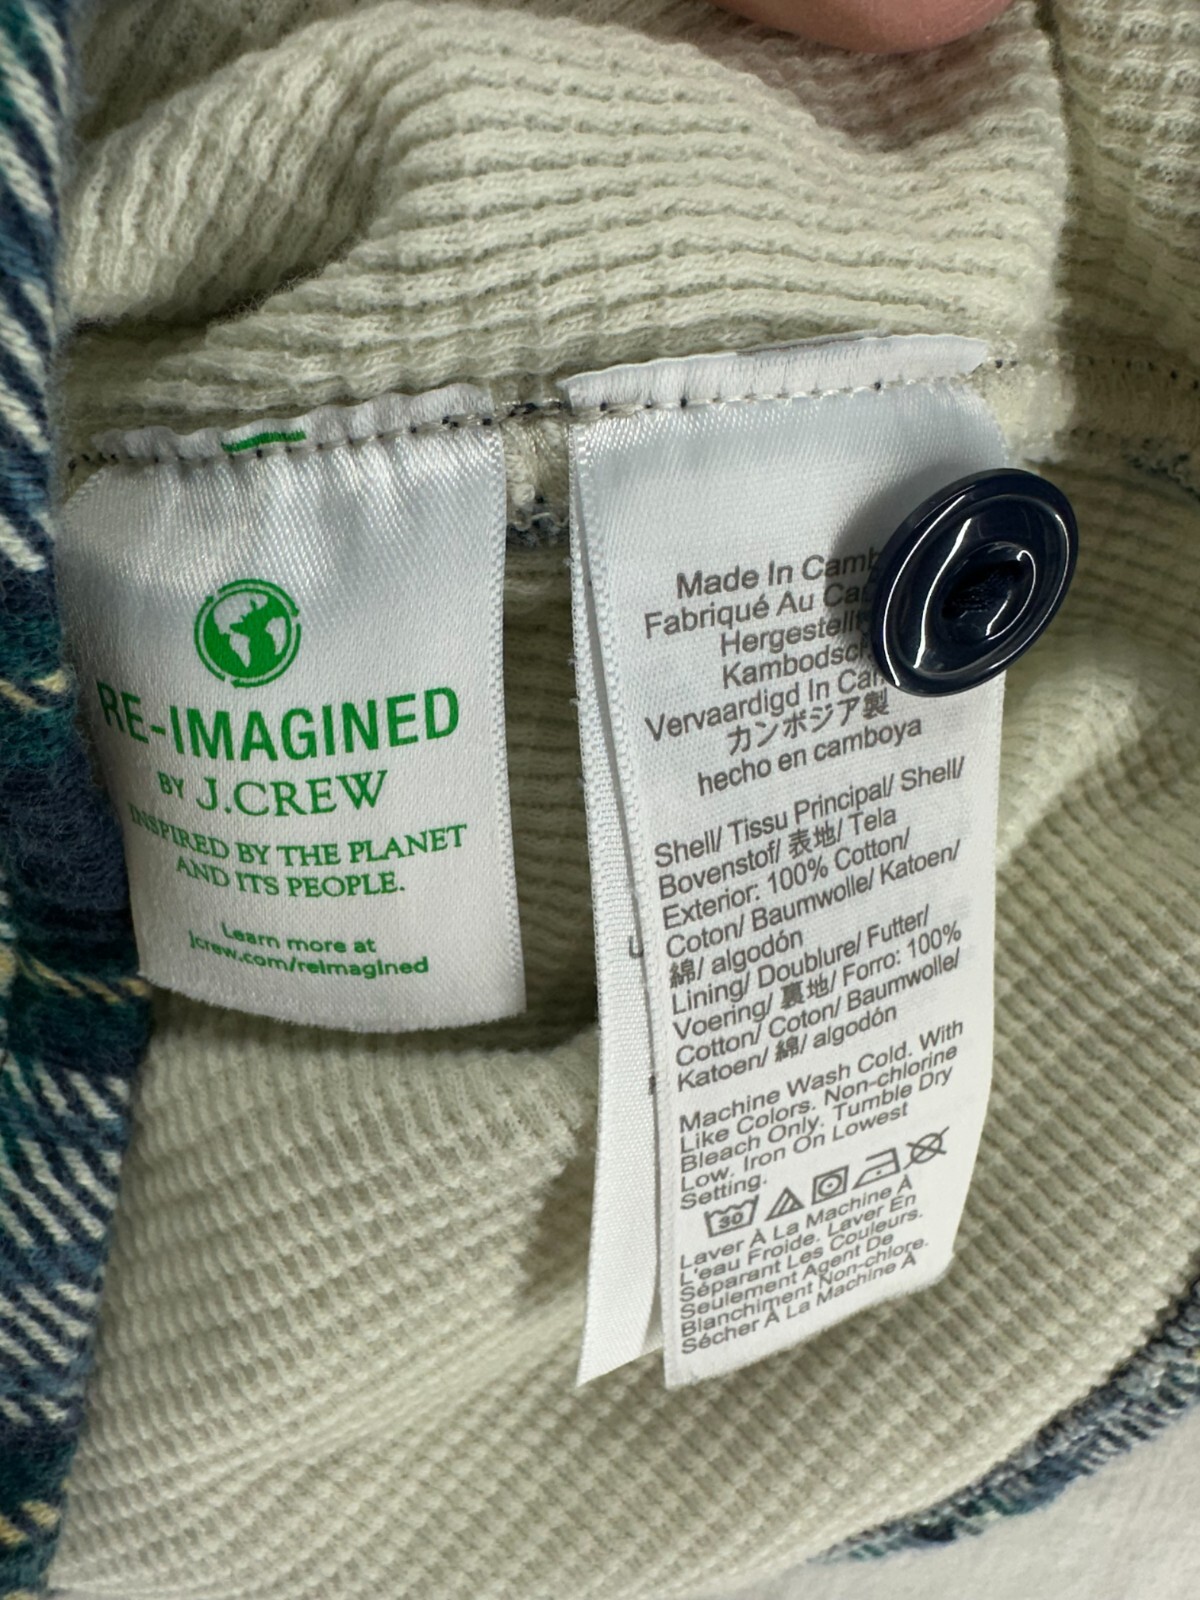 RE-IMAGINED
BY J.CREW
INSPIRED BY THE PLANET
AND ITS PEOPLE.
Learn more at
jcrew.com/reimagined
Made In
Fabriqué Au
Vervaardigd In
カンボジア製
hecho en camboya
Shell/ Tissu Principal/ Shell/
Bovenstof/ 表地/ Tela
Exterior: 100% Cotton/
Coton/ Baumwolle/ Katoen/
綿/ algodón
Lining/ Doublure/ Futter/
Voering/ 裏地/ Forro: 100%
Cotton/ Coton/ Baumwolle/
Katoen/ 綿/ algodón
Machine Wash Cold. With
Like Colors. Non-chlorine
Bleach Only. Tumble Dry
Low. Iron On Lowest
Setting.
30
Laver À La Machine À
L'eau Froide. Laver En
Séparant Les Couleurs.
Seulement Agent De
Blanchiment Non-chlore.
Sécher À La Machine À